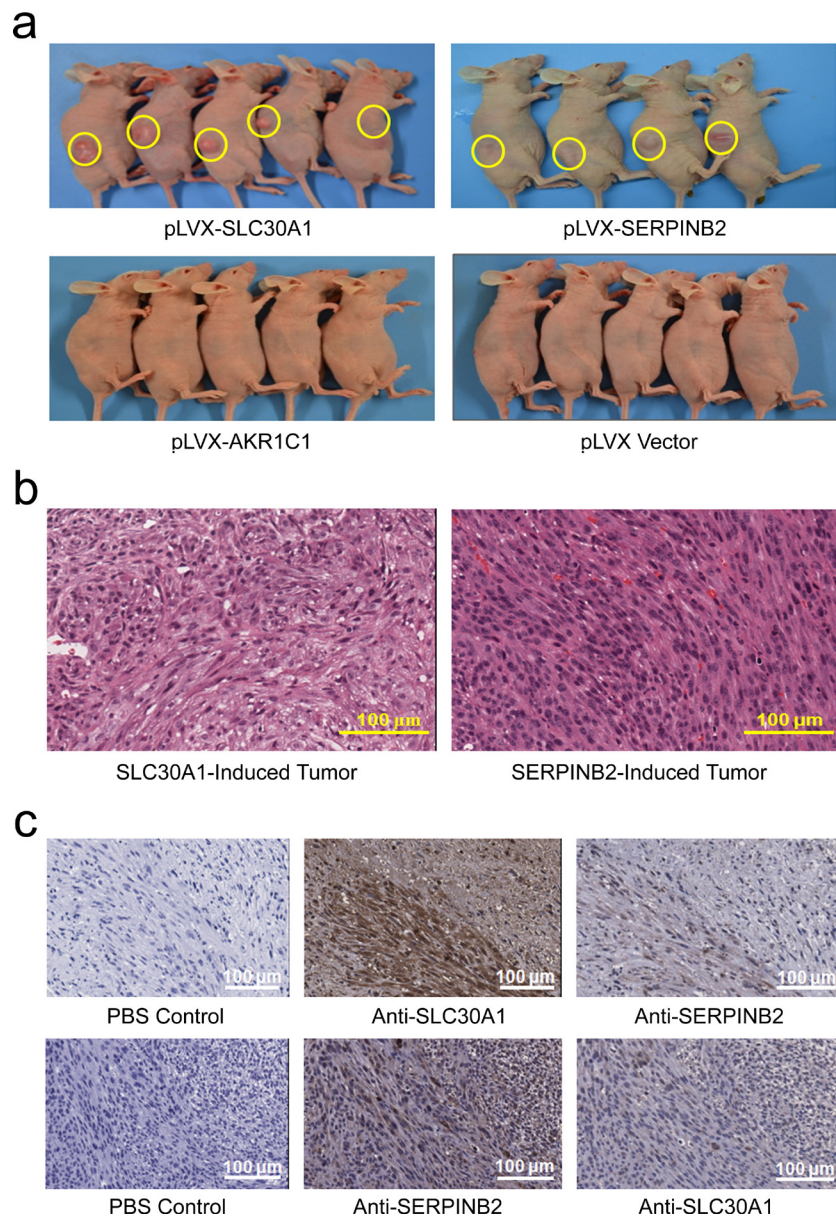 a
pLVX-SLC30A1
pLVX-SERPINB2
pLVX-AKR1C1
pLVX Vector
b
100 µm
100 µm
SLC30A1-Induced Tumor
SERPINB2-Induced Tumor
c
100 µm
100 µm
100 µm
PBS Control
Anti-SLC30A1
Anti-SERPINB2
100 µm
100 µm
100 µm
PBS Control
Anti-SERPINB2
Anti-SLC30A1